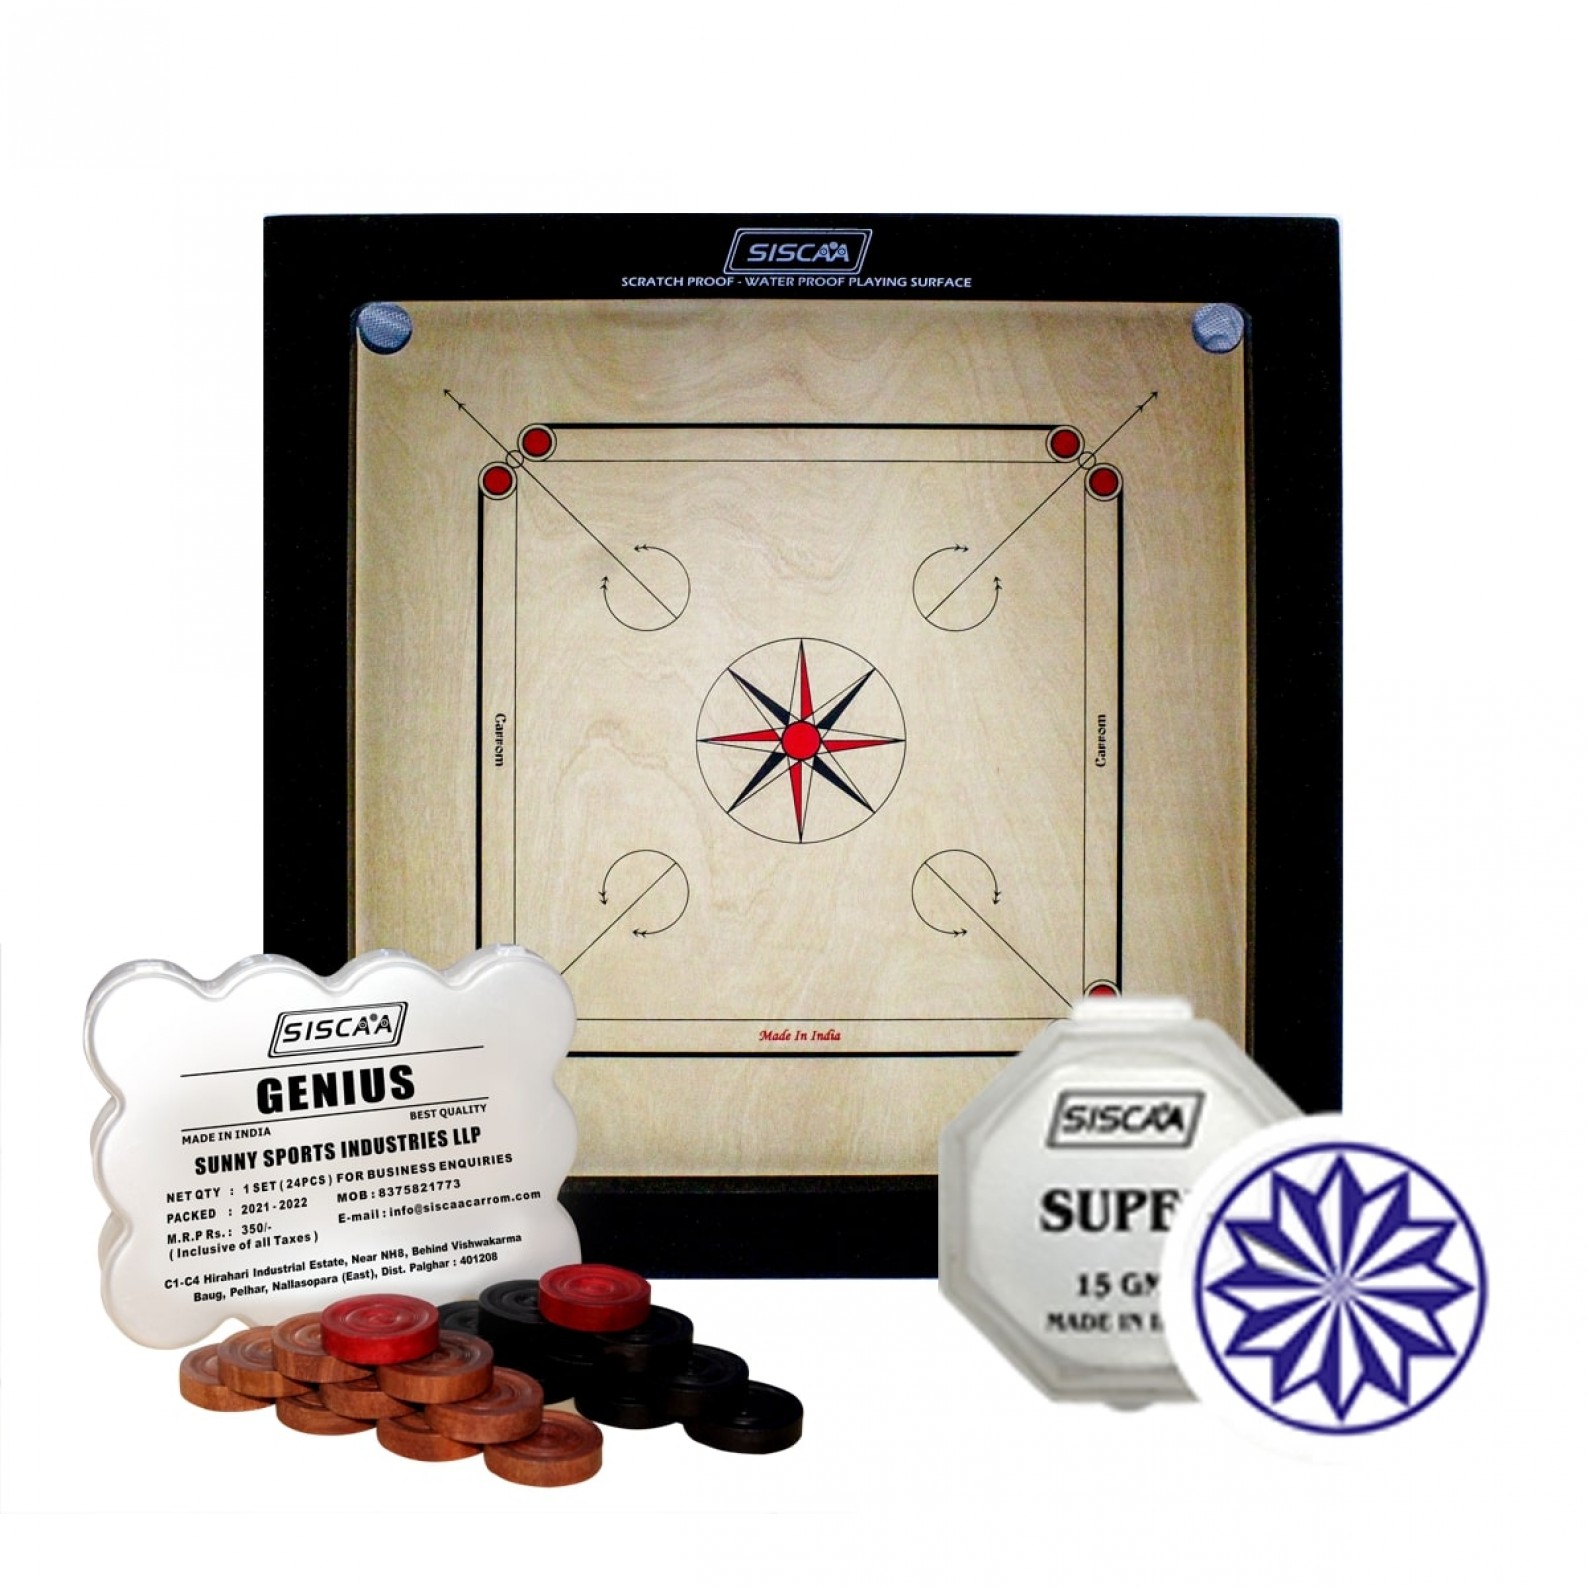 SISCAA
SCRATCH PROOF - WATER PROOF PLAYING SURFACE
Carrom
Carrom
Made In India
SISCAA
GENIUS
BEST QUALITY
MADE IN INDIA
SUNNY SPORTS INDUSTRIES LLP
NET QTY : 1 SET (24PCS) FOR BUSINESS ENQUIRIES
PACKED : 2021-2022 MOB : 8375821773
M.R.P Rs. : 350/- E-mail : info@siscaacarrom.com
(Inclusive of all Taxes)
C1-C4 Hirahari Industrial Estate, Near NH8, Behind Vishwakarma
Baug, Pelhar, Nallasopara (East), Dist. Palghar : 401208
SISCAA
15
MADE IN